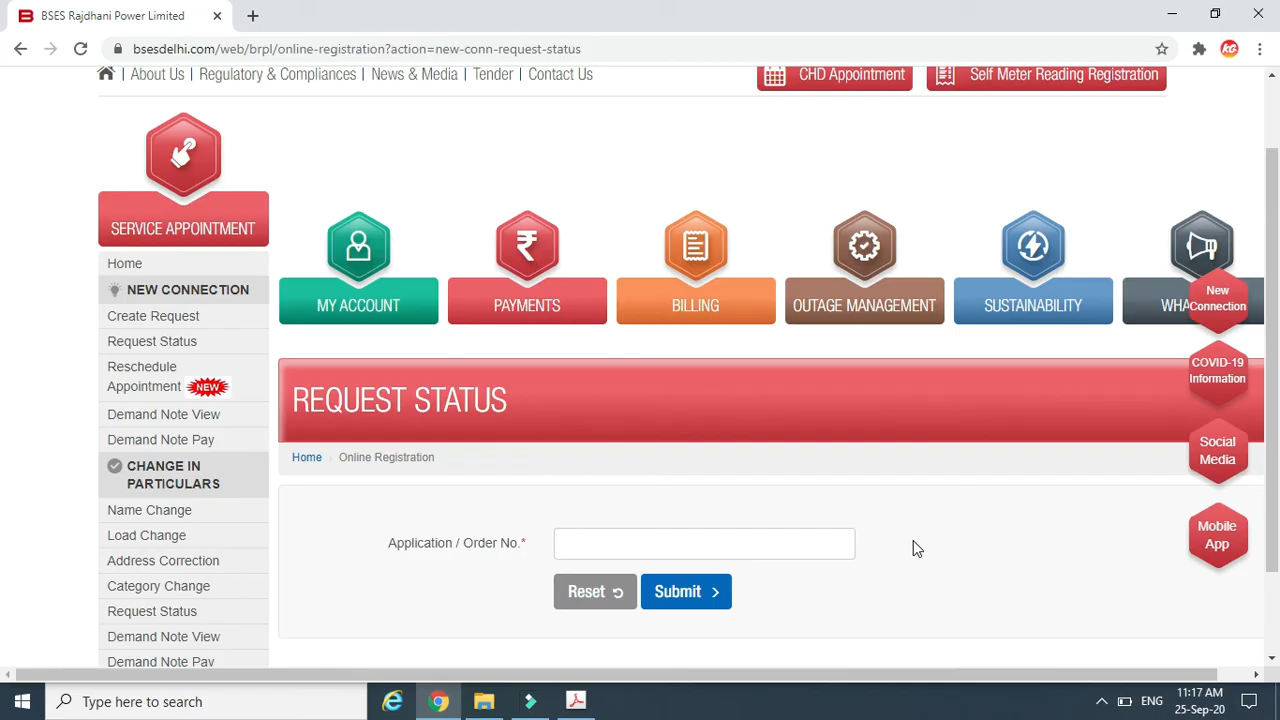 BSES Rajdhani Power Limited
bsesdelhi.com/web/brpl/online-registration?action=new-conn-request-status
KG
About Us | Regulatory & Compliances | News & Media | Tender | Contact Us
CHD Appointment
Self Meter Reading Registration
SERVICE APPOINTMENT
MY ACCOUNT
PAYMENTS
BILLING
OUTAGE MANAGEMENT
SUSTAINABILITY
WHA
New
Connection
COVID-19
Information
Social
Media
Mobile
App
Home
NEW CONNECTION
Create Request
Request Status
Reschedule
Appointment NEW
Demand Note View
Demand Note Pay
CHANGE IN
PARTICULARS
Name Change
Load Change
Address Correction
Category Change
Request Status
Demand Note View
Demand Note Pay
REQUEST STATUS
Home › Online Registration
Application / Order No.*
Reset
Submit
Type here to search
ENG
11:17 AM
25-Sep-20